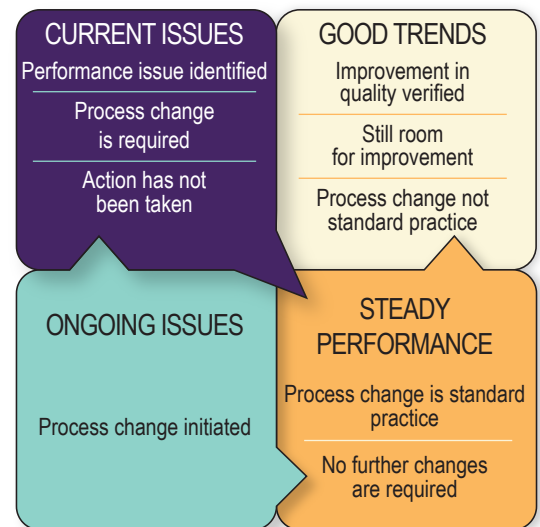 CURRENT ISSUES
Performance issue identified
Process change
is required
Action has not
been taken
GOOD TRENDS
Improvement in
quality verified
Still room
for improvement
Process change not
standard practice
ONGOING ISSUES
Process change initiated
STEADY
PERFORMANCE
Process change is standard
practice
No further changes
are required